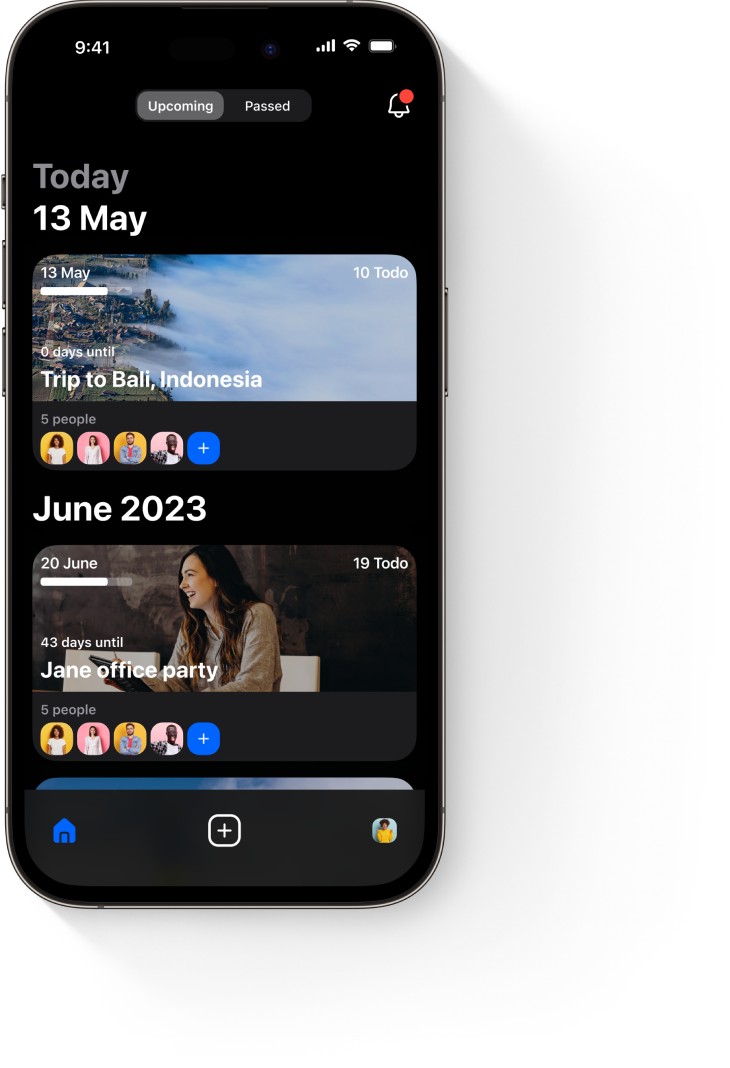 9:41
Upcoming Passed
Today
13 May
13 May 10 Todo
0 days until
Trip to Bali, Indonesia
5 people
June 2023
20 June 19 Todo
43 days until
Jane office party
5 people